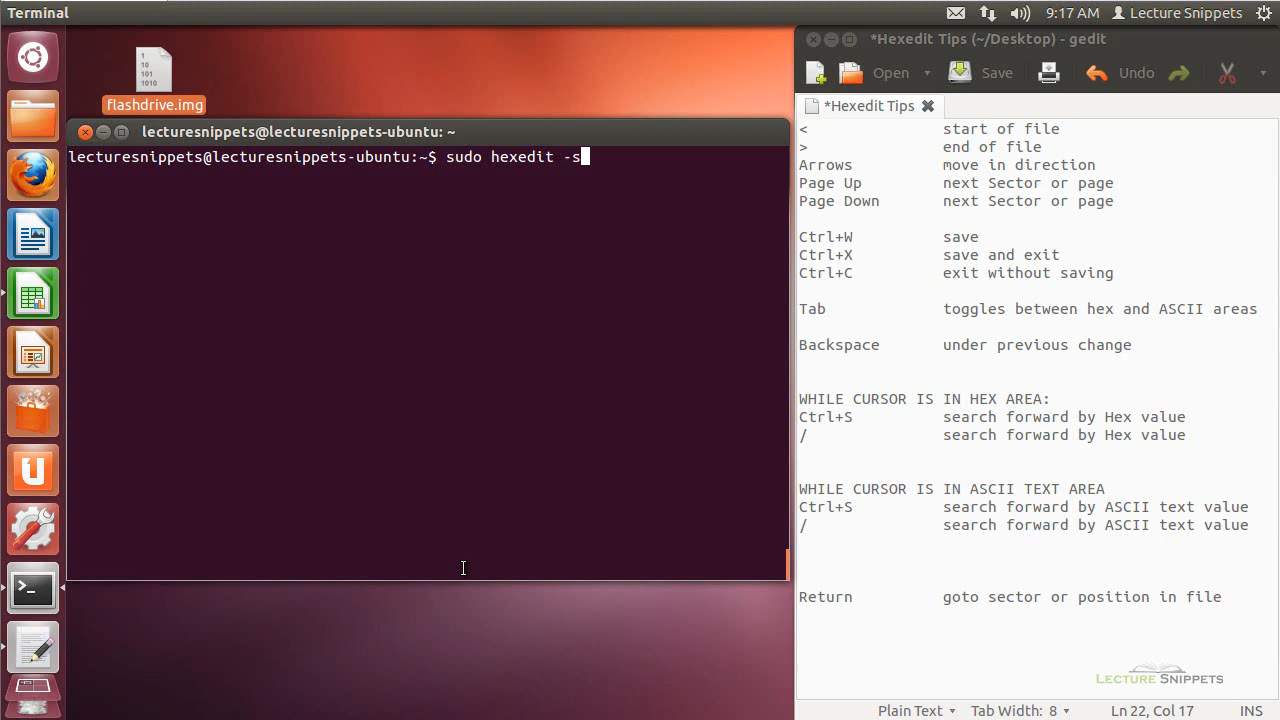 Terminal
9:17 AM
Lecture Snippets
1
10
101
1010
flashdrive.img
lecturesnippets@lecturesnippets-ubuntu: ~
lecturesnippets@lecturesnippets-ubuntu:~$ sudo hexedit -s
*Hexedit Tips (~/Desktop) - gedit
Open
Save
Undo
*Hexedit Tips
< start of file
> end of file
Arrows move in direction
Page Up next Sector or page
Page Down next Sector or page
Ctrl+W save
Ctrl+X save and exit
Ctrl+C exit without saving
Tab toggles between hex and ASCII areas
Backspace under previous change
WHILE CURSOR IS IN HEX AREA:
Ctrl+S search forward by Hex value
/ search forward by Hex value
WHILE CURSOR IS IN ASCII TEXT AREA
Ctrl+S search forward by ASCII text value
/ search forward by ASCII text value
Return goto sector or position in file
LECTURE SNIPPETS
Plain Text
Tab Width: 8
Ln 22, Col 17
INS